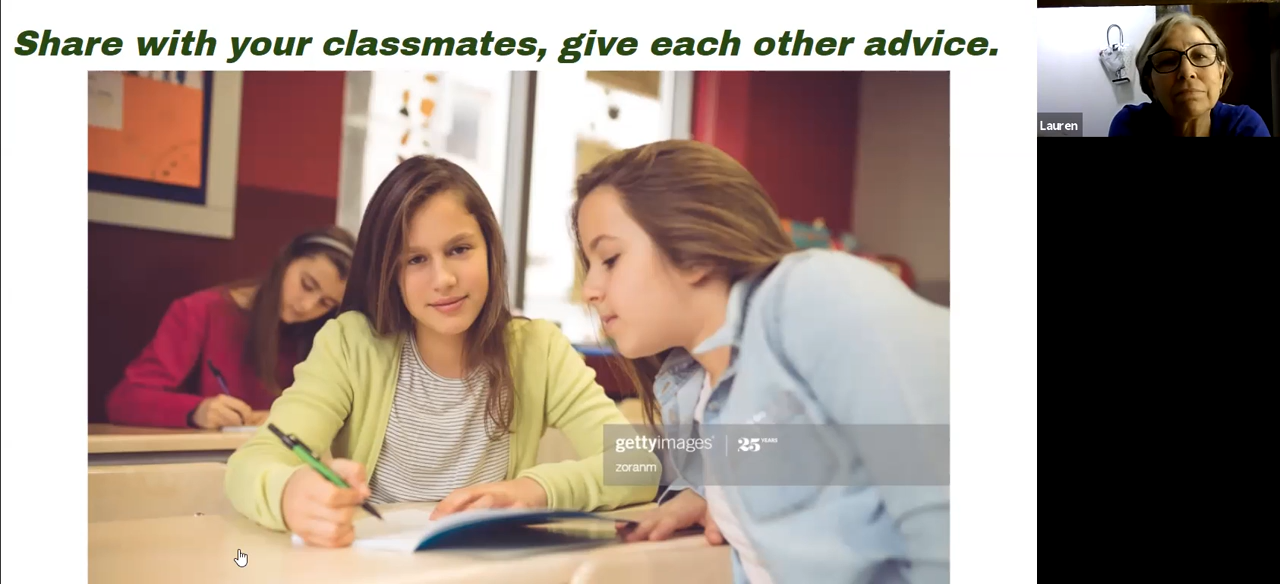 Share with your classmates, give each other advice.
Lauren
gettyimages® | 25 YEARS
zoranm